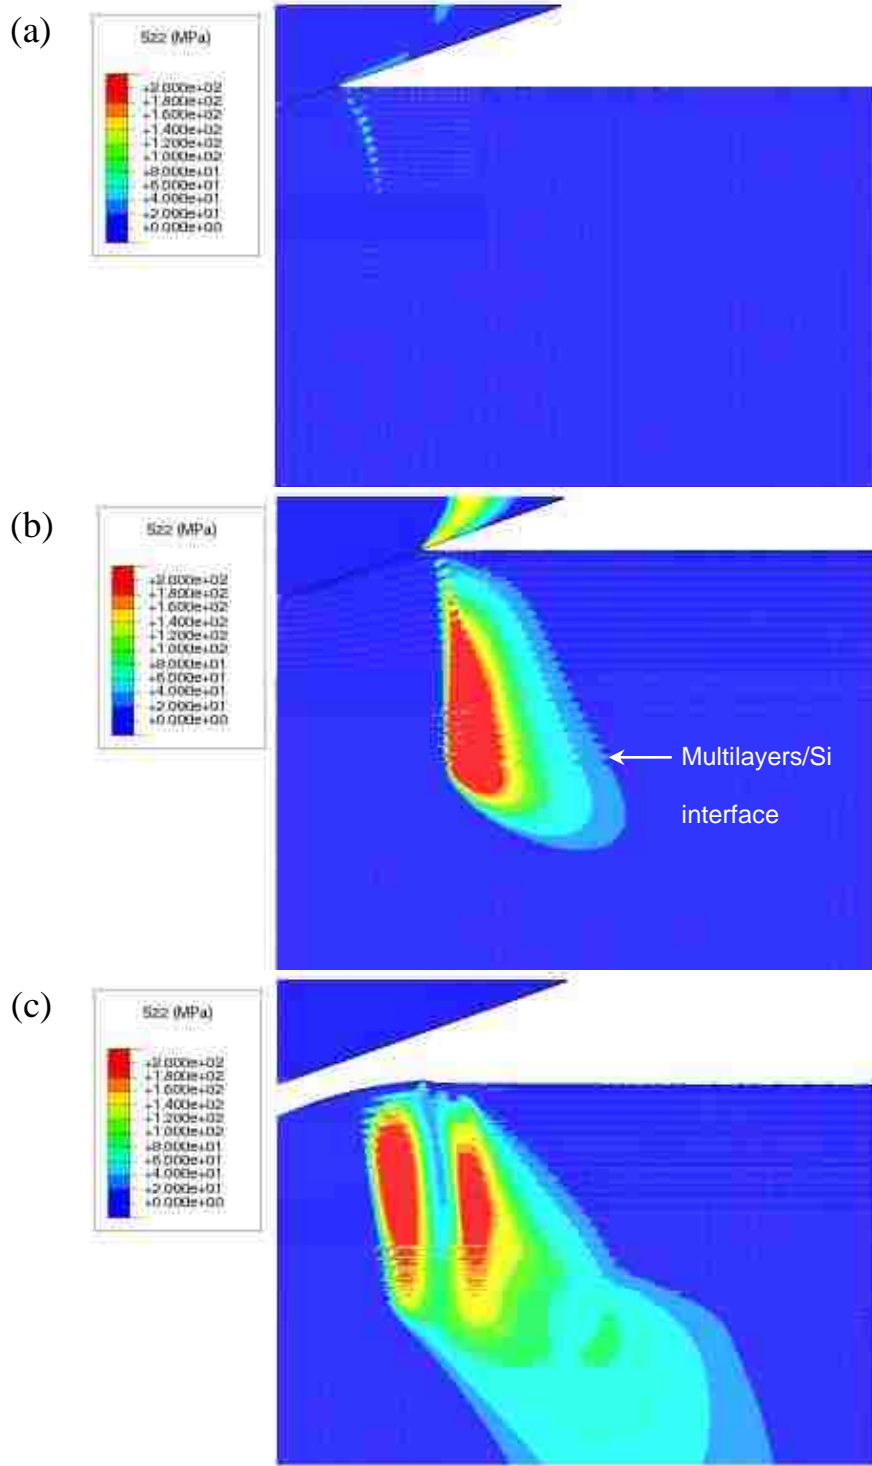 (a)
S22 (MPa)
+2.000e+02
+1.800e+02
+1.600e+02
+1.400e+02
+1.200e+02
+1.000e+02
+8.000e+01
+6.000e+01
+4.000e+01
+2.000e+01
+0.000e+00
(b)
S22 (MPa)
+2.000e+02
+1.800e+02
+1.600e+02
+1.400e+02
+1.200e+02
+1.000e+02
+8.000e+01
+6.000e+01
+4.000e+01
+2.000e+01
+0.000e+00
Multilayers/Si
interface
(c)
S22 (MPa)
+2.000e+02
+1.800e+02
+1.600e+02
+1.400e+02
+1.200e+02
+1.000e+02
+8.000e+01
+6.000e+01
+4.000e+01
+2.000e+01
+0.000e+00